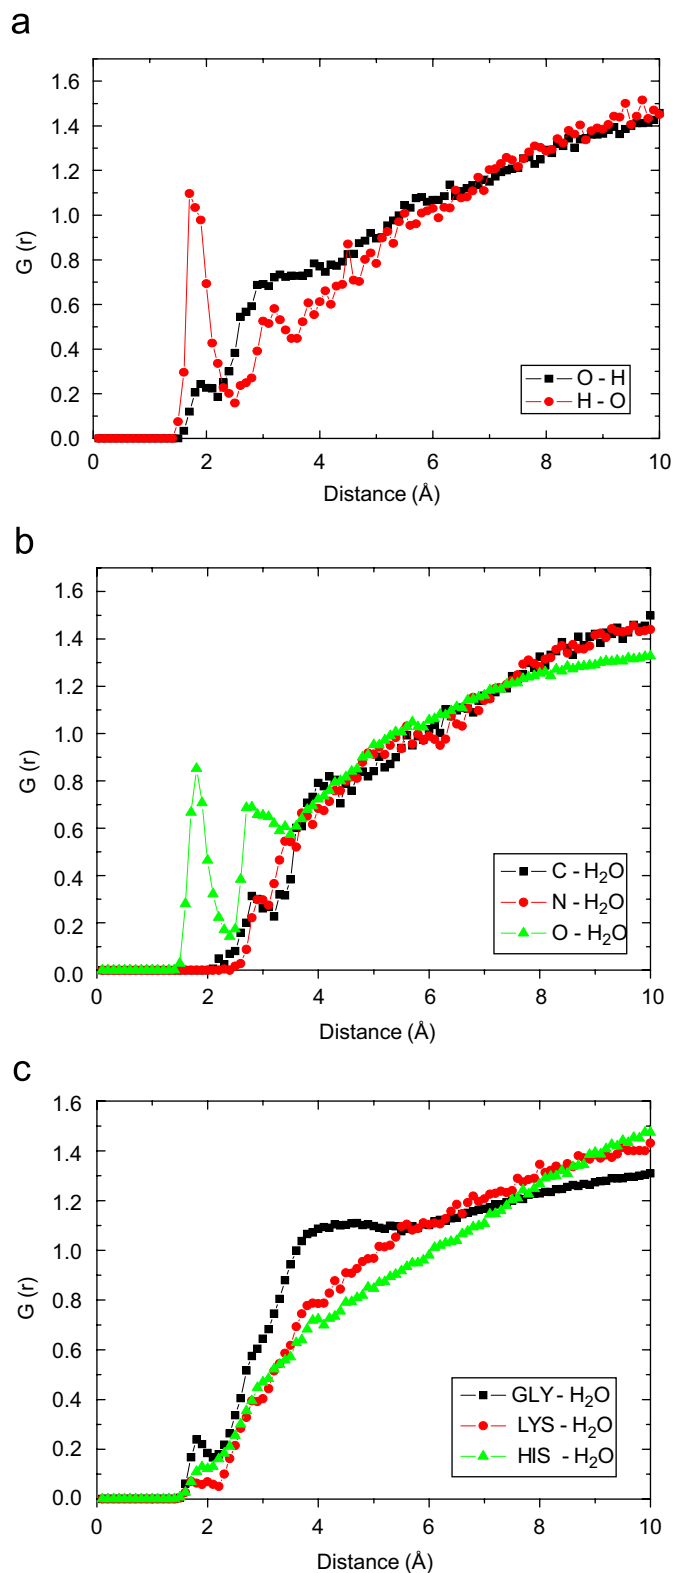 a
1.6
1.4
1.2
1.0
0.8
0.6
0.4
0.2
0.0
G (r)
O - H
H - O
0 2 4 6 8 10
Distance (Å)
b
1.6
1.4
1.2
1.0
0.8
0.6
0.4
0.2
0.0
G (r)
C - H₂O
N - H₂O
O - H₂O
0 2 4 6 8 10
Distance (Å)
c
1.6
1.4
1.2
1.0
0.8
0.6
0.4
0.2
0.0
G (r)
GLY - H₂O
LYS - H₂O
HIS - H₂O
0 2 4 6 8 10
Distance (Å)